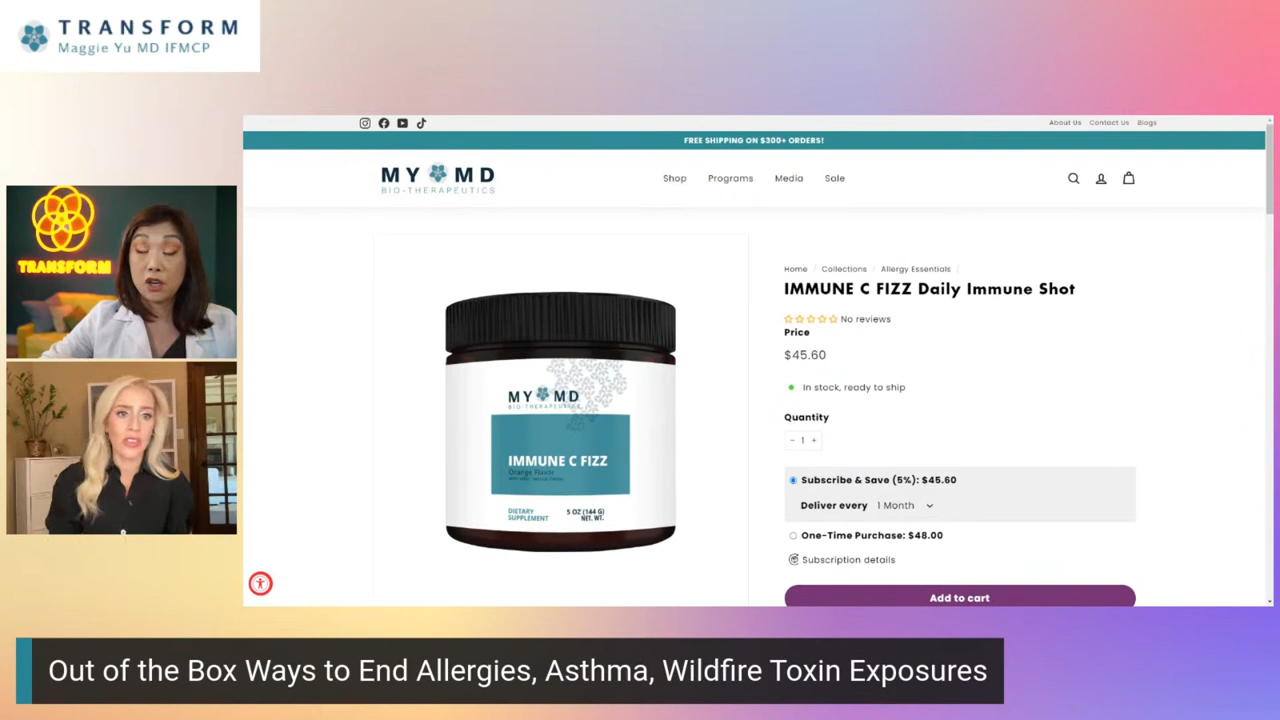 TRANSFORM
Maggie Yu MD IFMCP
About Us Contact Us Blogs
FREE SHIPPING ON $300+ ORDERS!
MY MD
BIO-THERAPEUTICS
Shop Programs Media Sale
TRANSFORM
Home / Collections / Allergy Essentials /
IMMUNE C FIZZ Daily Immune Shot
No reviews
Price
$45.60
In stock, ready to ship
Quantity
− 1 +
Subscribe & Save (5%): $45.60
Deliver every 1 Month
One-Time Purchase: $48.00
Subscription details
Add to cart
MY MD
BIO-THERAPEUTICS
IMMUNE C FIZZ
Orange Flavor
DIETARY
SUPPLEMENT
5 OZ (144 G)
NET. WT.
Out of the Box Ways to End Allergies, Asthma, Wildfire Toxin Exposures